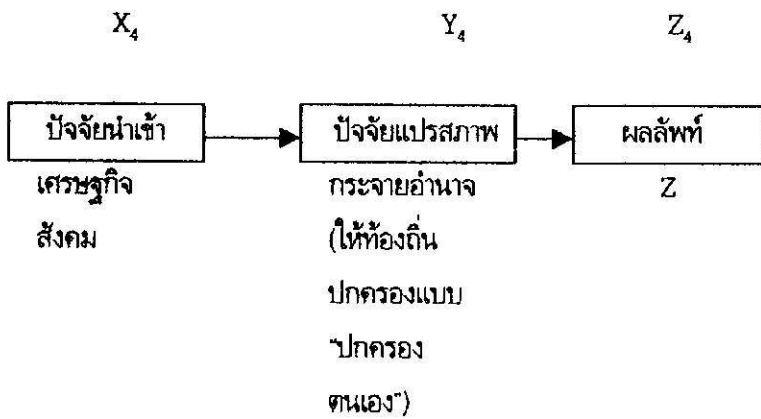 X₄ Y₄ Z₄
ปัจจัยนำเข้า ปัจจัยแปรสภาพ ผลลัพท์
เศรษฐกิจ กระจายอำนาจ Z
สังคม (ให้ท้องถิ่น
ปกครองแบบ
"ปกครอง
ตนเอง")